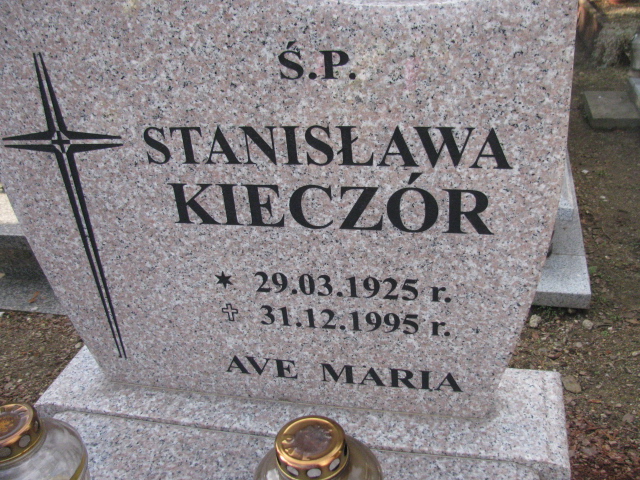 Ś.P.
STANISŁAWA
KIECZÓR
✶ 29.03.1925 r.
✞ 31.12.1995 r.
AVE MARIA